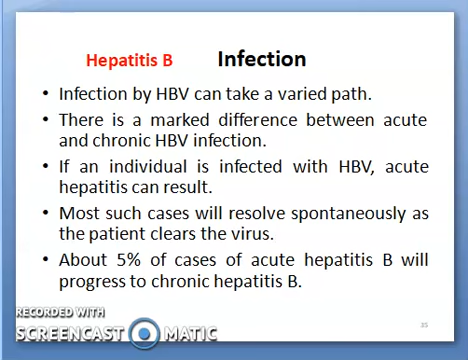 Hepatitis B Infection
• Infection by HBV can take a varied path.
• There is a marked difference between acute
and chronic HBV infection.
• If an individual is infected with HBV, acute
hepatitis can result.
• Most such cases will resolve spontaneously as
the patient clears the virus.
• About 5% of cases of acute hepatitis B will
progress to chronic hepatitis B.
RECORDED WITH
SCREENCAST MATIC
35